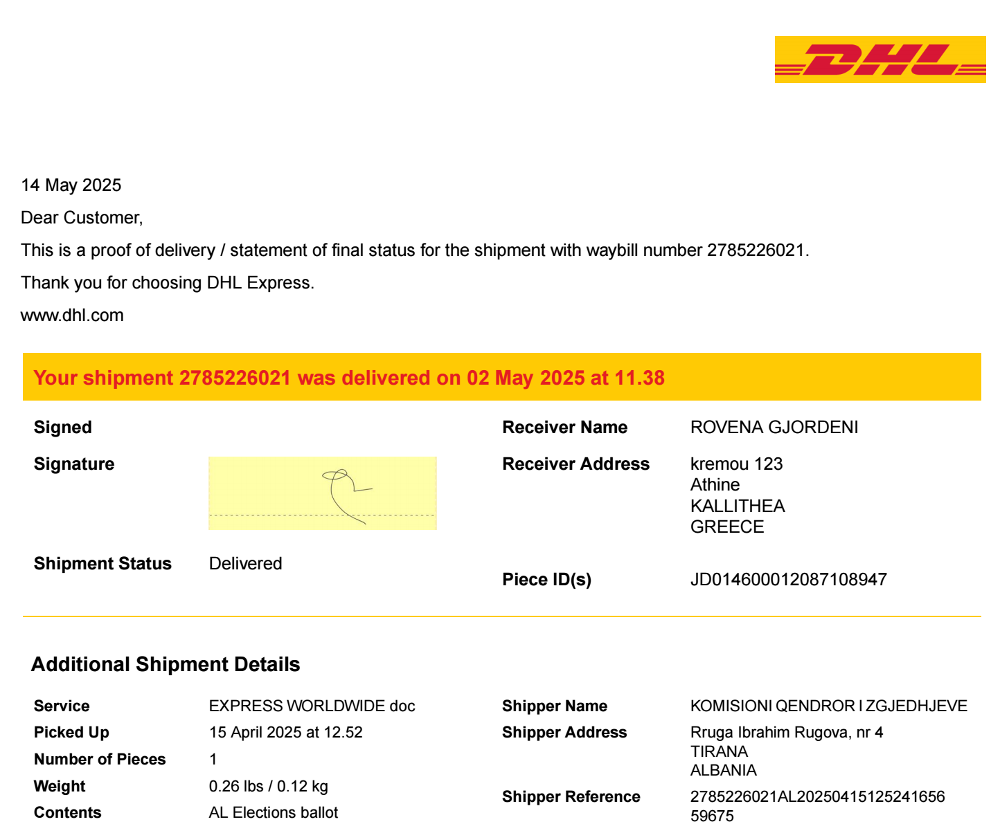 DHL
14 May 2025
Dear Customer,
This is a proof of delivery / statement of final status for the shipment with waybill number 2785226021.
Thank you for choosing DHL Express.
www.dhl.com
Your shipment 2785226021 was delivered on 02 May 2025 at 11.38
Signed
Signature
Shipment Status Delivered
Receiver Name ROVENA GJORDENI
Receiver Address kremou 123
Athine
KALLITHEA
GREECE
Piece ID(s) JD014600012087108947
Additional Shipment Details
Service EXPRESS WORLDWIDE doc
Picked Up 15 April 2025 at 12.52
Number of Pieces 1
Weight 0.26 lbs / 0.12 kg
Contents AL Elections ballot
Shipper Name KOMISIONI QENDROR I ZGJEDHJEVE
Shipper Address Rruga Ibrahim Rugova, nr 4
TIRANA
ALBANIA
Shipper Reference 2785226021AL20250415125241656
59675